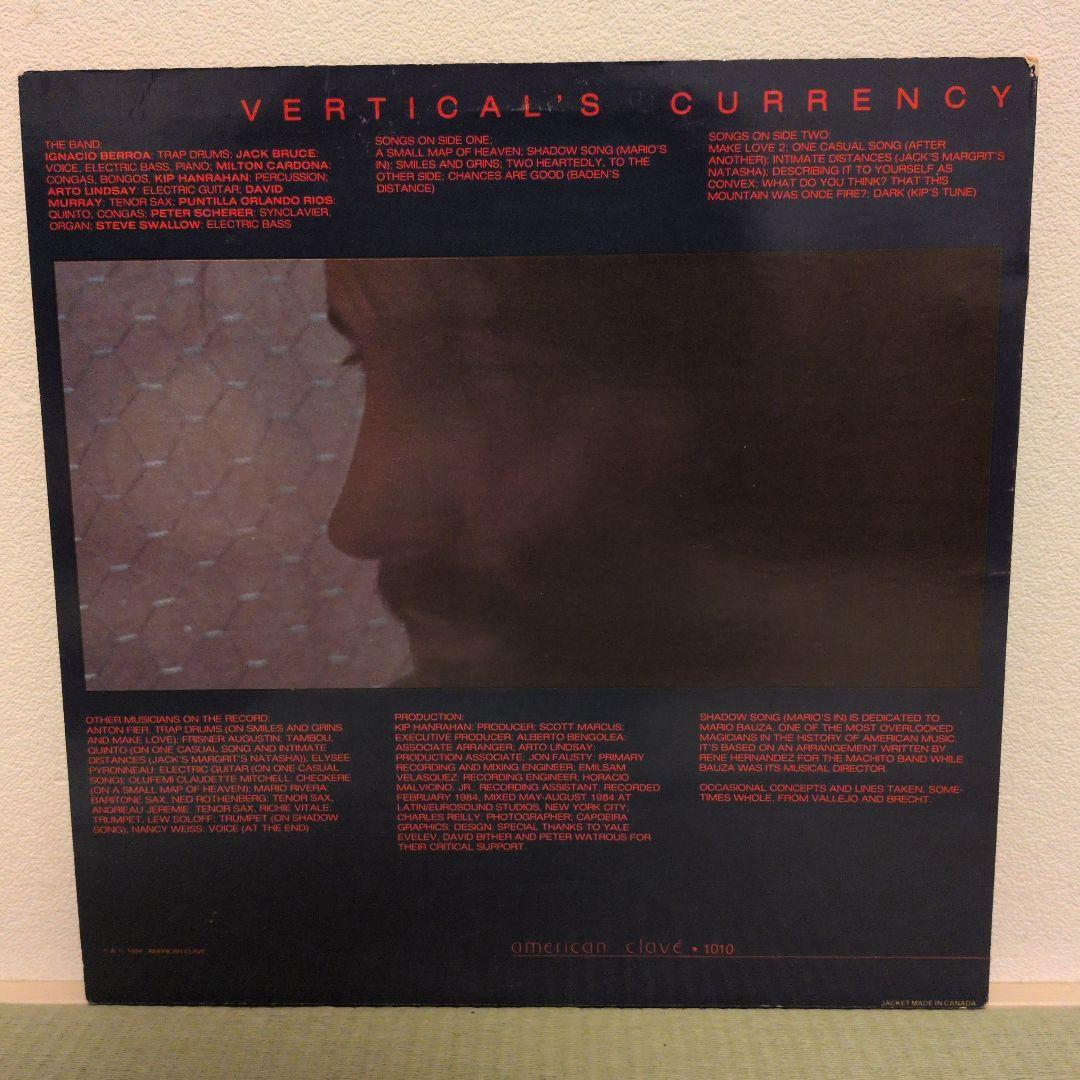 VERTICAL'S CURRENCY
THE BAND:
IGNACIO BERROA: TRAP DRUMS; JACK BRUCE:
VOICE, ELECTRIC BASS, PIANO; MILTON CARDONA:
CONGAS, BONGOS, KIP HANRAHAN: PERCUSSION;
ARTO LINDSAY: ELECTRIC GUITAR; DAVID
MURRAY: TENOR SAX; PUNTILLA ORLANDO RIOS:
QUINTO, CONGAS; PETER SCHERER: SYNCLAVIER,
ORGAN; STEVE SWALLOW: ELECTRIC BASS
SONGS ON SIDE ONE:
A SMALL MAP OF HEAVEN; SHADOW SONG (MARIO'S
IN); SMILES AND GRINS; TWO HEARTEDLY, TO THE
OTHER SIDE; CHANCES ARE GOOD (BADEN'S
DISTANCE)
SONGS ON SIDE TWO:
MAKE LOVE 2; ONE CASUAL SONG (AFTER
ANOTHER); INTIMATE DISTANCES (JACK'S MARGRIT'S
NATASHA); DESCRIBING IT TO YOURSELF AS
CONVEX; WHAT DO YOU THINK? THAT THIS
MOUNTAIN WAS ONCE FIRE?; DARK (KIP'S TUNE)
OTHER MUSICIANS ON THE RECORD:
ANTON FIER: TRAP DRUMS (ON SMILES AND GRINS
AND MAKE LOVE); FRISNER AUGUSTIN: TAMBOU,
QUINTO (ON ONE CASUAL SONG AND INTIMATE
DISTANCES (JACK'S MARGRIT'S NATASHA)), ELYSEE
PYRONNEAU: ELECTRIC GUITAR (ON ONE CASUAL
SONG); OLUFEMI CLAUDETTE MITCHELL: CHEKERE
(ON A SMALL MAP OF HEAVEN); MARIO RIVERA:
BARITONE SAX, NED ROTHENBERG: TENOR SAX,
ANDRIEAU JEREMIE: TENOR SAX, RICHIE VITALE:
TRUMPET, LEW SOLOFF: TRUMPET (ON SHADOW
SONG), NANCY WEISS: VOICE (AT THE END)
PRODUCTION:
KIP HANRAHAN: PRODUCER; SCOTT MARCUS:
EXECUTIVE PRODUCER; ALBERTO BENGOLEA:
ASSOCIATE ARRANGER; ARTO LINDSAY:
PRODUCTION ASSOCIATE; JON FAUSTY: PRIMARY
RECORDING AND MIXING ENGINEER; EMILSAM
VELASQUEZ: RECORDING ENGINEER; HORACIO
MALVICINO, JR.: RECORDING ASSISTANT, RECORDED
FEBRUARY 1984, MIXED MAY-AUGUST 1984 AT
LATIN/EUROSOUND STUDIOS, NEW YORK CITY;
CHARLES REILLY, PHOTOGRAPHER; CAPOEIRA
GRAPHICS: DESIGN. SPECIAL THANKS TO YALE
EVELEV, DAVID BITHER AND PETER WATROUS FOR
THEIR CRITICAL SUPPORT.
SHADOW SONG (MARIO'S IN) IS DEDICATED TO
MARIO BAUZA, ONE OF THE MOST OVERLOOKED
MAGICIANS IN THE HISTORY OF AMERICAN MUSIC.
IT'S BASED ON AN ARRANGEMENT WRITTEN BY
RENE HERNANDEZ FOR THE MACHITO BAND WHILE
BAUZA WAS ITS MUSICAL DIRECTOR.
OCCASIONAL CONCEPTS AND LINES TAKEN, SOME-
TIMES WHOLE, FROM VALLEJO AND BRECHT.
1984 AMERICAN CLAVE
american clavé • 1010
JACKET MADE IN CANADA